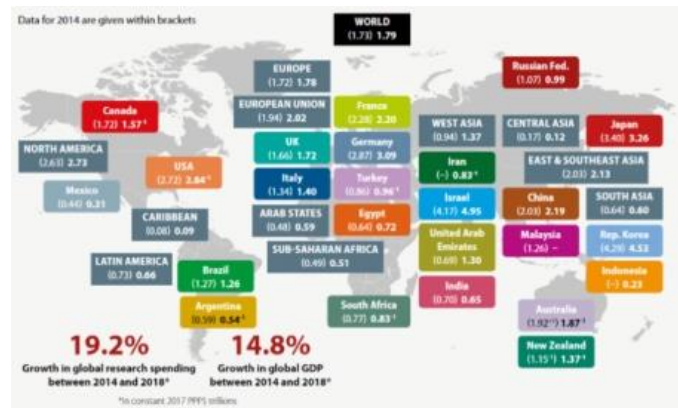 Data for 2014 are given within brackets
WORLD
(1.73) 1.79
Russian Fed.
(1.07) 0.99
EUROPE
(1.72) 1.78
EUROPEAN UNION
(1.94) 2.02
France
(2.28) 2.20
Canada
(1.72) 1.57⁻¹
WEST ASIA
(0.94) 1.37
CENTRAL ASIA
(0.17) 0.12
Japan
(3.40) 3.26
NORTH AMERICA
(2.63) 2.73
UK
(1.66) 1.72
Germany
(2.87) 3.09
USA
(2.72) 2.84⁻¹
Iran
(–) 0.83⁻¹
EAST & SOUTHEAST ASIA
(2.03) 2.13
Mexico
(0.44) 0.31
Italy
(1.34) 1.40
Turkey
(0.86) 0.96⁻¹
Israel
(4.17) 4.95
China
(2.03) 2.19
SOUTH ASIA
(0.64) 0.60
CARIBBEAN
(0.08) 0.09
ARAB STATES
(0.48) 0.59
Egypt
(0.64) 0.72
United Arab
Emirates
(0.69) 1.30
Malaysia
(1.26) –
Rep. Korea
(4.29) 4.53
SUB-SAHARAN AFRICA
(0.49) 0.51
LATIN AMERICA
(0.73) 0.66
Brazil
(1.27) 1.26
Indonesia
(–) 0.23
India
(0.70) 0.65
Argentina
(0.59) 0.54⁻¹
South Africa
(0.77) 0.83⁻¹
Australia
1.87⁻¹
New Zealand
(1.15⁻¹) 1.37⁻¹
19.2%
Growth in global research spending
between 2014 and 2018*
14.8%
Growth in global GDP
between 2014 and 2018*
*In constant 2017 PPP$ trillions